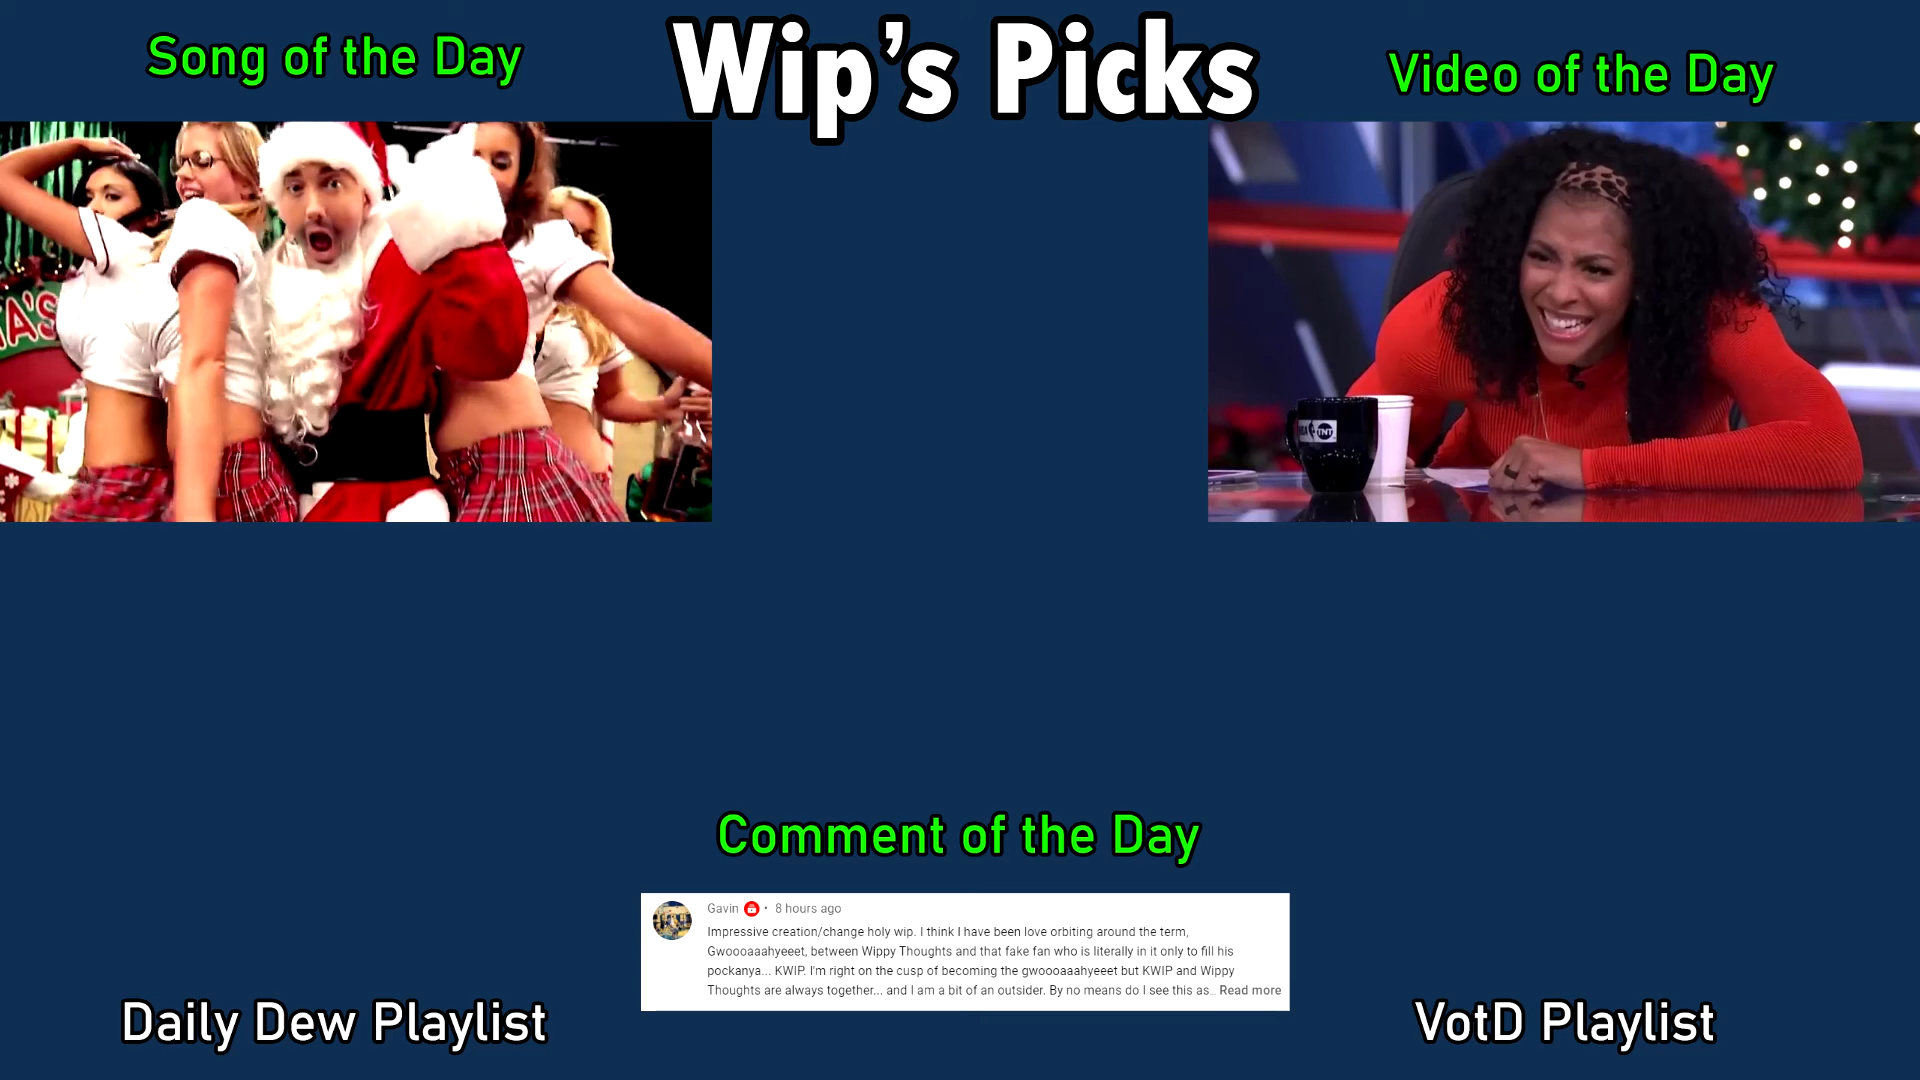 Wip's Picks
Song of the Day
Video of the Day
A'S
TNT
Comment of the Day
Gavin • 8 hours ago
Impressive creation/change holy wip. I think I have been love orbiting around the term,
Gwoooaaahyeeet, between Wippy Thoughts and that fake fan who is literally in it only to fill his
pockanya... KWIP. I'm right on the cusp of becoming the gwoooaaahyeeet but KWIP and Wippy
Thoughts are always together... and I am a bit of an outsider. By no means do I see this as... Read more
Daily Dew Playlist
VotD Playlist